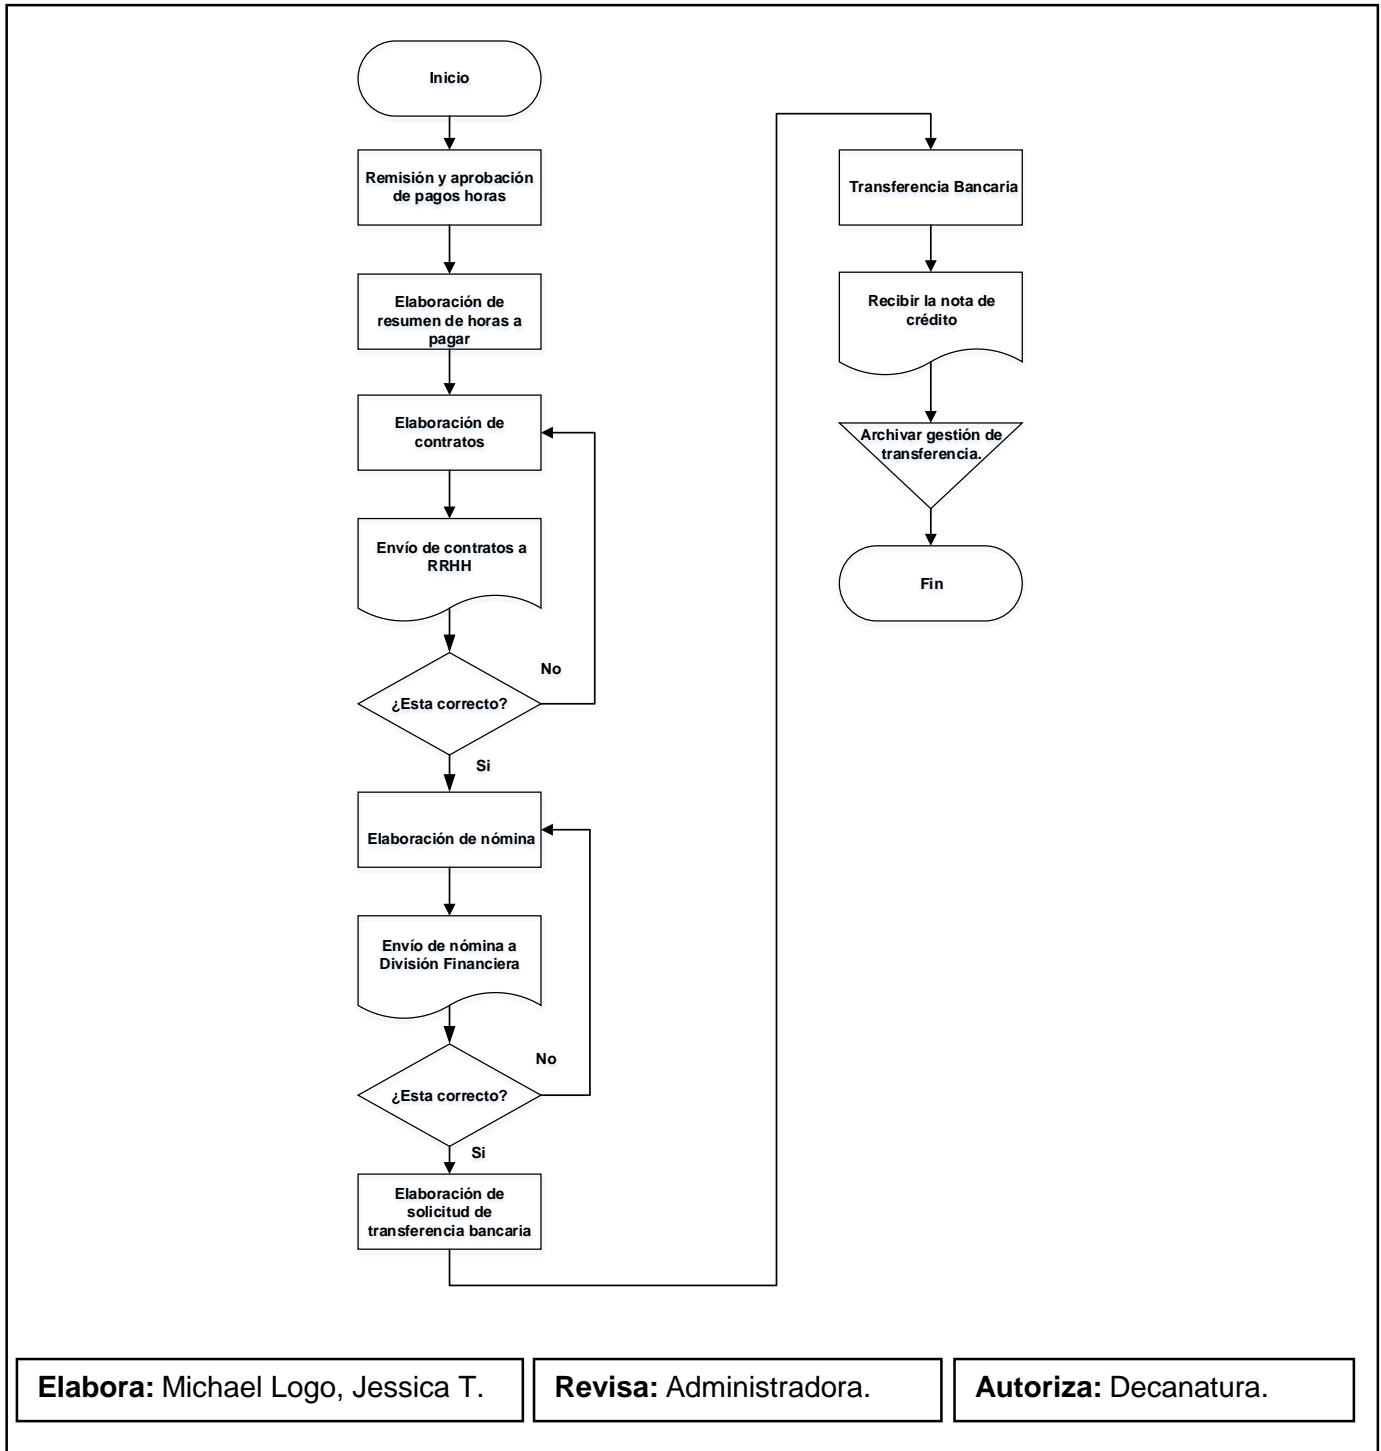 Inicio
Remisión y aprobación
de pagos horas
Elaboración de
resumen de horas a
pagar
Elaboración de
contratos
Envío de contratos a
RRHH
No
¿Esta correcto?
Si
Elaboración de nómina
Envío de nómina a
División Financiera
No
¿Esta correcto?
Si
Elaboración de
solicitud de
transferencia bancaria
Transferencia Bancaria
Recibir la nota de
crédito
Archivar gestión de
transferencia.
Fin
Elabora: Michael Logo, Jessica T.
Revisa: Administradora.
Autoriza: Decanatura.